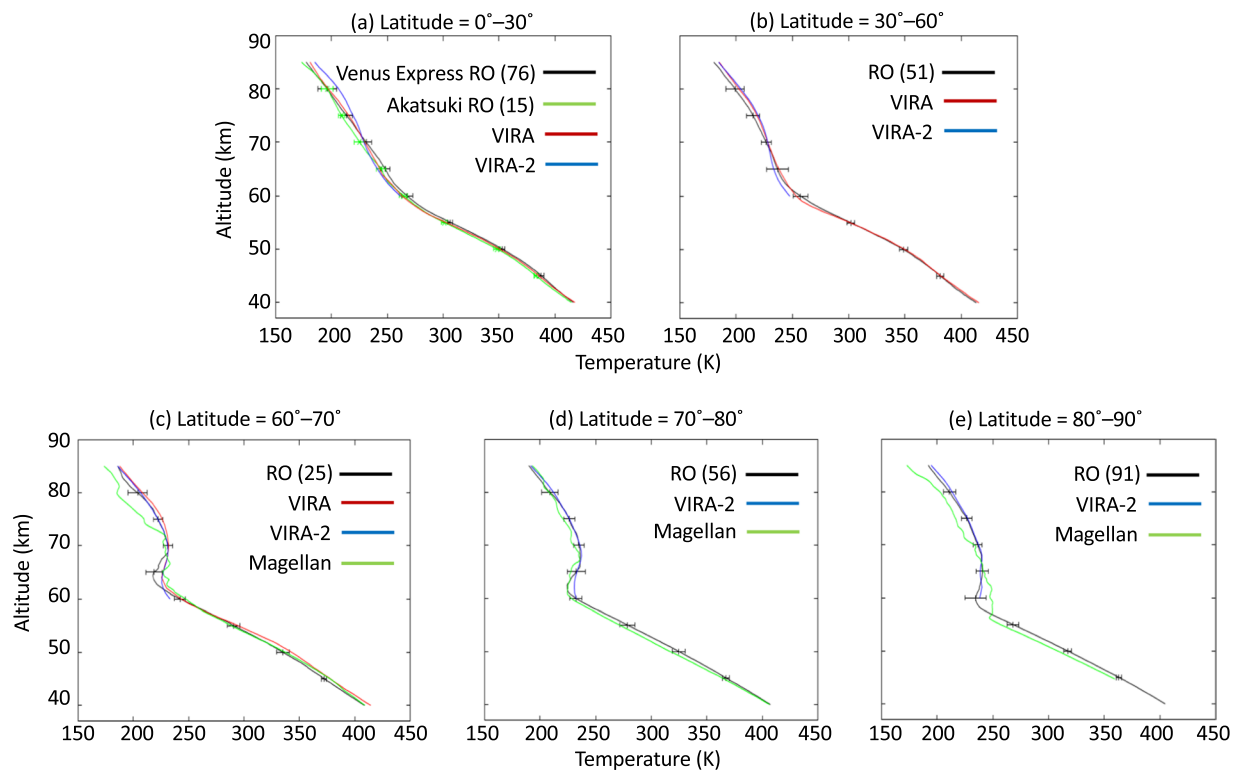 (a) Latitude = 0˚–30˚
(b) Latitude = 30˚–60˚
90
80
70
60
50
40
Altitude (km)
Venus Express RO (76)
Akatsuki RO (15)
VIRA
VIRA-2
RO (51)
VIRA
VIRA-2
150 200 250 300 350 400 450
150 200 250 300 350 400 450
Temperature (K)
(c) Latitude = 60˚–70˚
(d) Latitude = 70˚–80˚
(e) Latitude = 80˚–90˚
90
80
70
60
50
40
Altitude (km)
RO (25)
VIRA
VIRA-2
Magellan
RO (56)
VIRA-2
Magellan
RO (91)
VIRA-2
Magellan
150 200 250 300 350 400 450
150 200 250 300 350 400 450
150 200 250 300 350 400 450
Temperature (K)
Temperature (K)